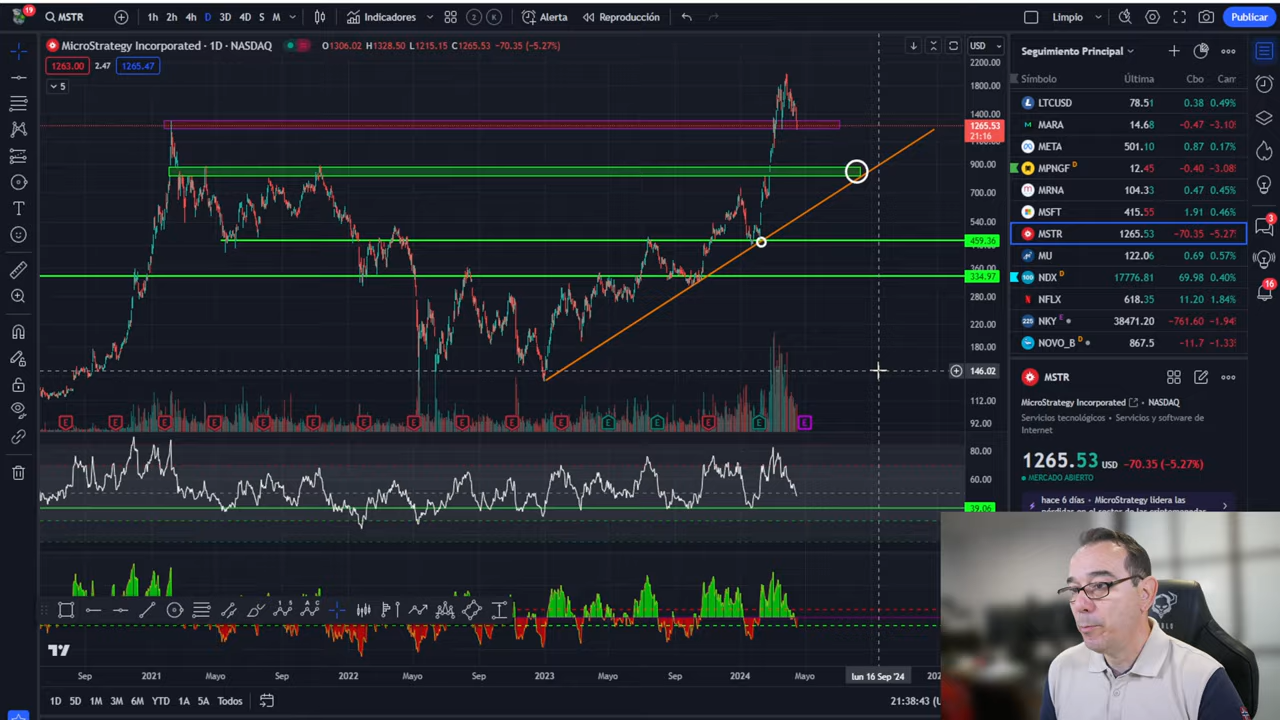 19
MSTR
1h 2h 4h D 3D 4D S M
Indicadores
2 K
Alerta
Reproducción
Limpio
Publicar
MicroStrategy Incorporated · 1D · NASDAQ O1306.02 H1328.50 L1215.15 C1265.53 -70.35 (-5.27%)
1263.00 2.47 1265.47
5
USD
2200.00
1800.00
1400.00
1265.53
21:16
900.00
700.00
540.00
459.36
334.97
280.00
220.00
180.00
146.02
112.00
92.00
80.00
60.00
39.06
E E E E E E E E E E E E E E E E
Sep 2021 Mayo Sep 2022 Mayo Sep 2023 Mayo Sep 2024 Mayo lun 16 Sep '24
1D 5D 1M 3M 6M YTD 1A 5A Todos
21:38:43
Seguimiento Principal
Símbolo Última Cbo
LTCUSD 78.51 0.38 0.49%
MARA 14.68 -0.47 -3.10%
META 501.10 0.87 0.17%
MPNGF D 12.45 -0.40 -3.08%
MRNA 104.33 0.47 0.45%
MSFT 415.55 1.91 0.46%
MSTR 1265.53 -70.35 -5.27%
MU 122.06 0.69 0.57%
NDX D 17776.81 69.98 0.40%
NFLX 618.35 11.20 1.84%
NKY E 38471.20 -761.60 -1.94%
NOVO_B D 867.5 -11.7 -1.33%
MSTR
MicroStrategy Incorporated · NASDAQ
Servicios tecnológicos · Servicios y software de
Internet
1265.53 USD -70.35 (-5.27%)
MERCADO ABIERTO
hace 6 días · MicroStrategy lidera las
3
16